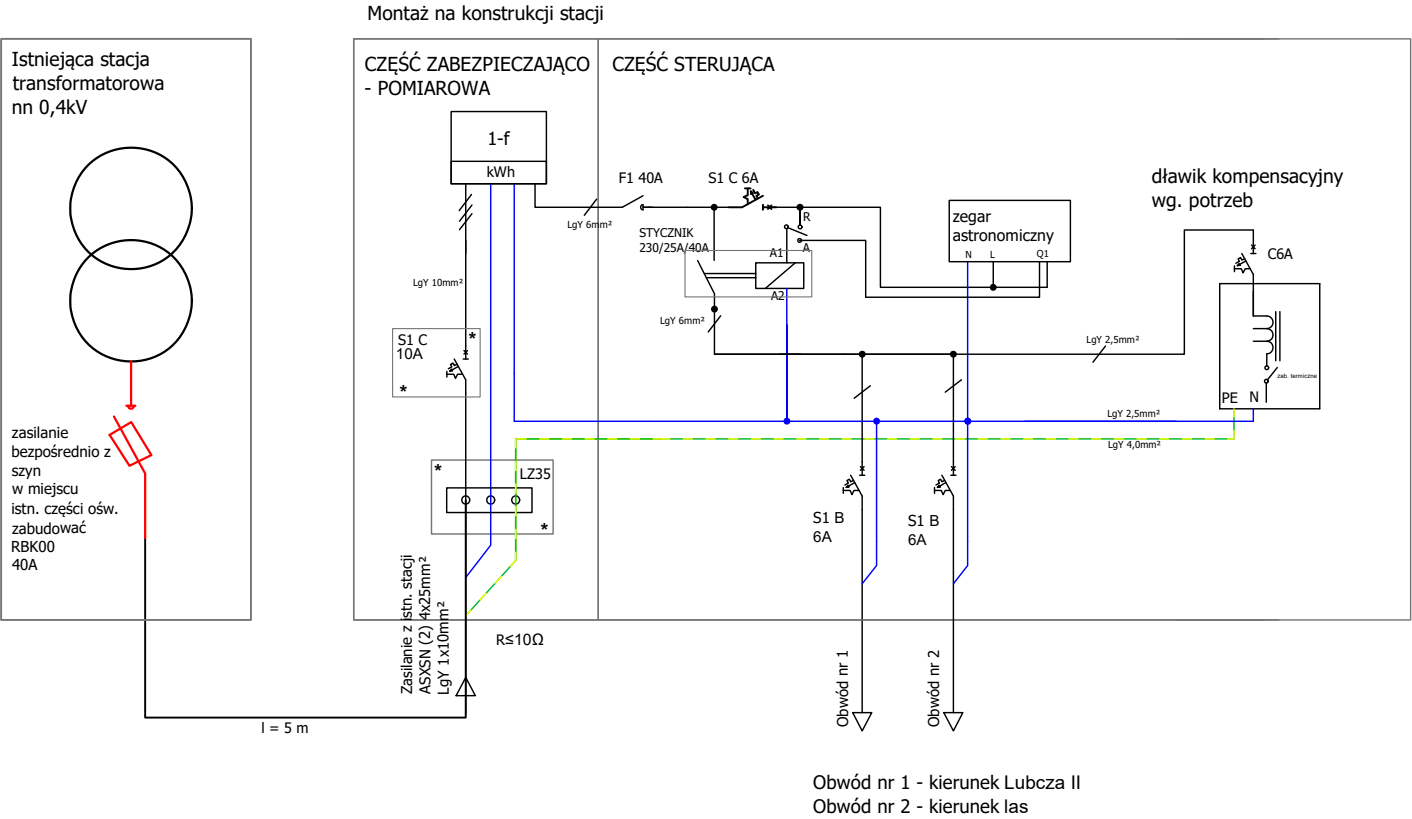 Montaż na konstrukcji stacji
Istniejąca stacja
transformatorowa
nn 0,4kV
CZĘŚĆ ZABEZPIECZAJĄCO
- POMIAROWA
CZĘŚĆ STERUJĄCA
1-f
kWh
F1 40A
S1 C 6A
LgY 6mm²
STYCZNIK
230/25A/40A
R
A
A1
A2
zegar
astronomiczny
N
L
Q1
dławik kompensacyjny
wg. potrzeb
C6A
LgY 10mm²
LgY 6mm²
S1 C
10A
*
*
LgY 2,5mm²
zab. termiczne
PE
N
LgY 2,5mm²
LgY 4,0mm²
zasilanie
bezpośrednio z
szyn
w miejscu
istn. części ośw.
zabudować
RBK00
40A
*
LZ35
*
S1 B
6A
S1 B
6A
Zasilanie z istn. stacji
ASXSN (2) 4x25mm²
LgY 1x10mm²
R≤10Ω
Obwód nr 1
Obwód nr 2
l = 5 m
Obwód nr 1 - kierunek Lubcza II
Obwód nr 2 - kierunek las